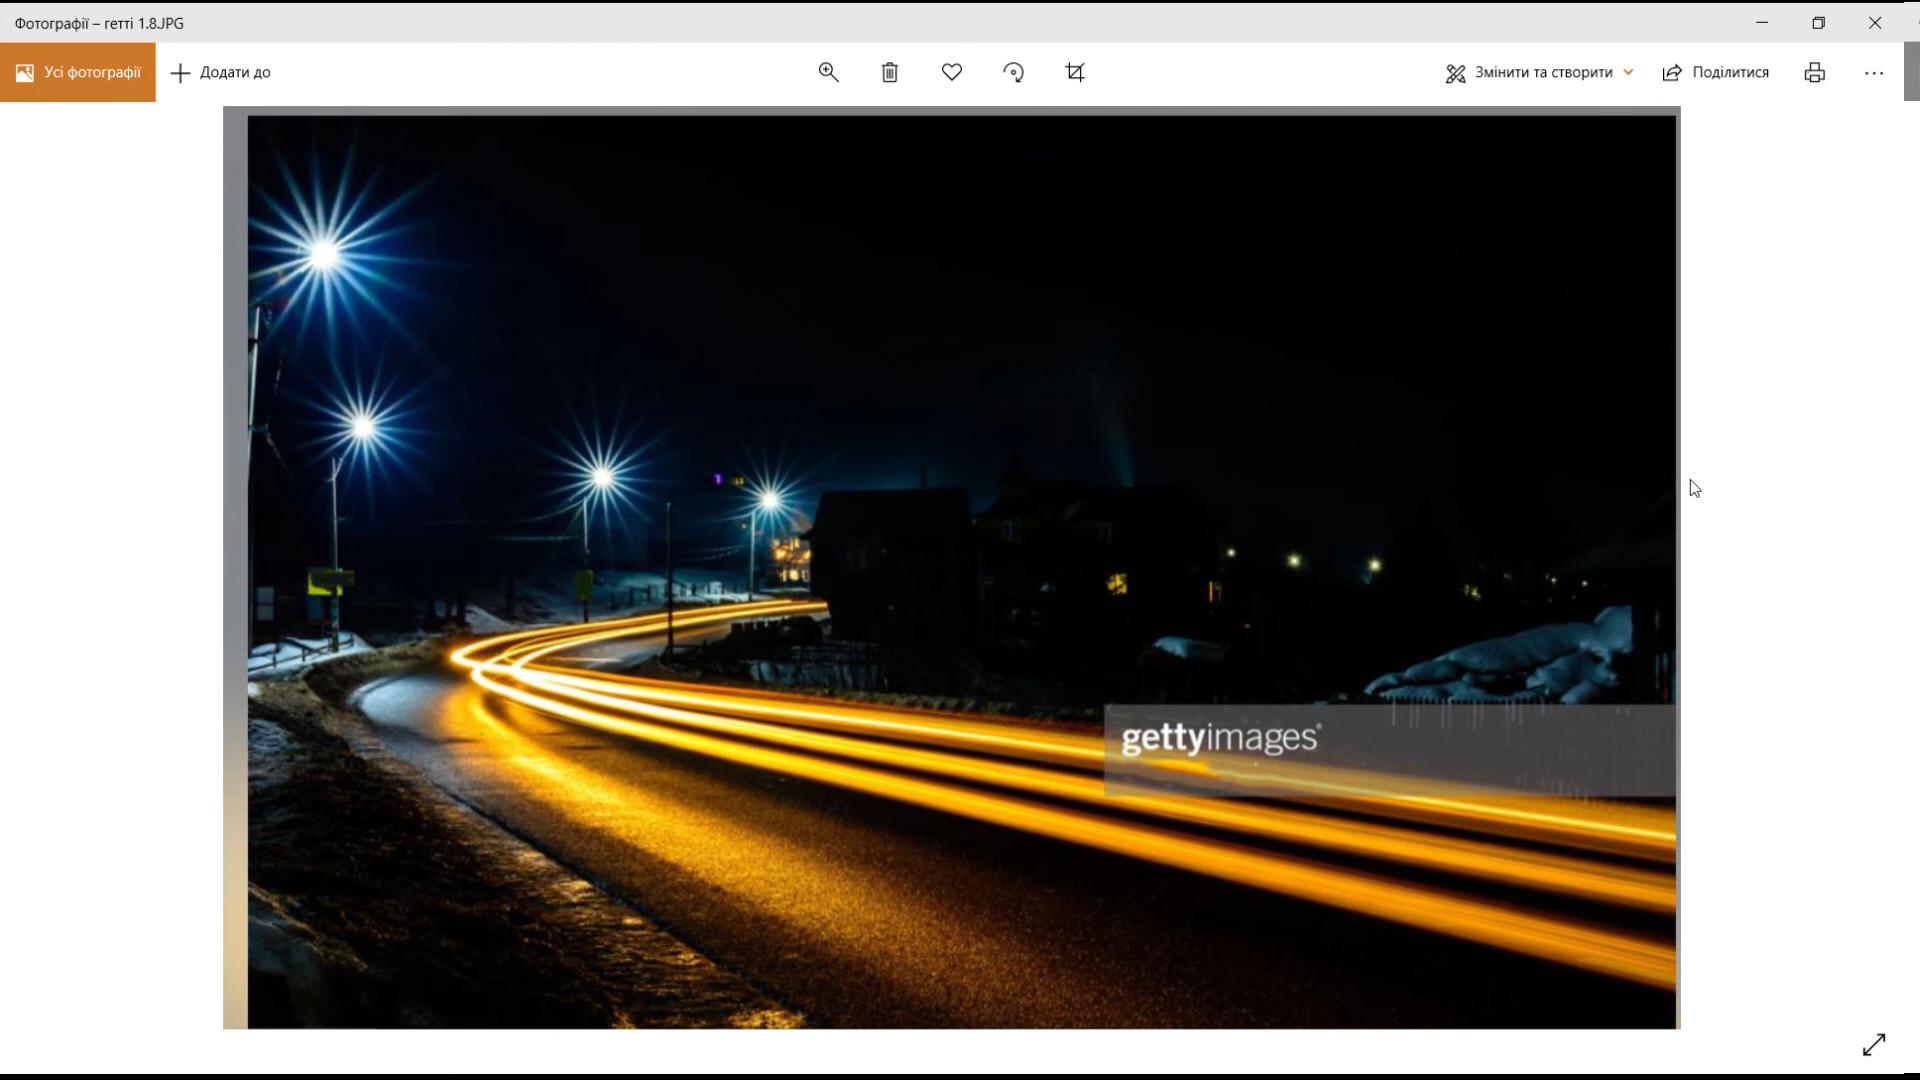 Фотографії – гетті 1.8.JPG
Усі фотографії
Додати до
Змінити та створити
Поділитися
gettyimages®